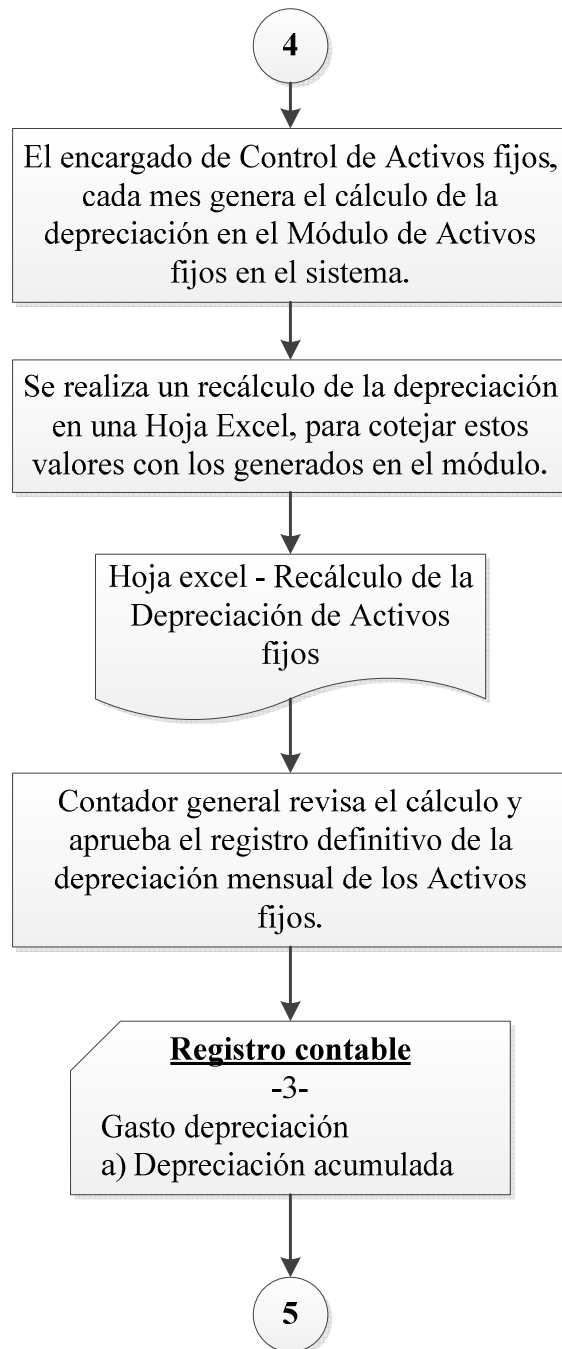 4
El encargado de Control de Activos fijos,
cada mes genera el cálculo de la
depreciación en el Módulo de Activos
fijos en el sistema.
Se realiza un recálculo de la depreciación
en una Hoja Excel, para cotejar estos
valores con los generados en el módulo.
Hoja excel - Recálculo de la
Depreciación de Activos
fijos
Contador general revisa el cálculo y
aprueba el registro definitivo de la
depreciación mensual de los Activos
fijos.
Registro contable
-3-
Gasto depreciación
a) Depreciación acumulada
5